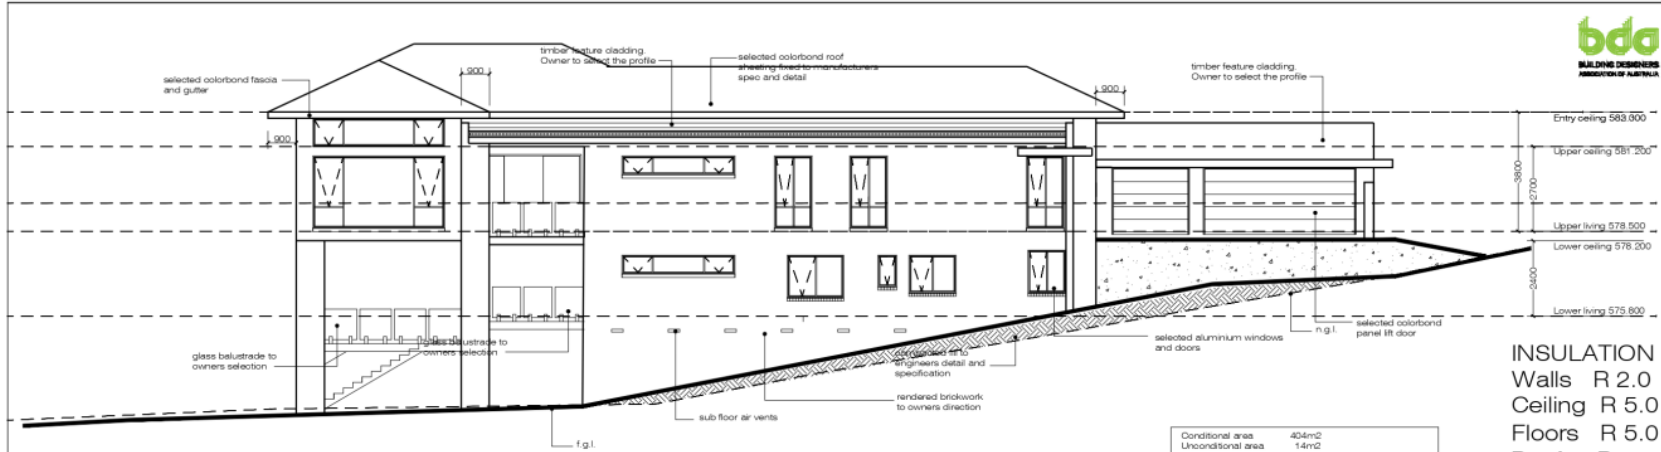 timber feature cladding.
Owner to select the profile
selected colorbond roof
sheeting fixed to manufacturers
spec and detail
timber feature cladding.
Owner to select the profile
bda
BUILDING DESIGNERS
ASSOCIATION OF AUSTRALIA
selected colorbond fascia
and gutter
900
900
900
Entry ceiling 583.300
Upper ceiling 581.200
3800
2700
Upper living 578.500
Lower ceiling 578.200
2400
Lower living 575.800
selected colorbond
panel lift door
n.g.l.
selected aluminium windows
and doors
glass balustrade to
owners selection
glass balustrade to
owners selection
compacted fill to
engineers detail and
specification
rendered brickwork
to owners direction
sub floor air vents
f.g.l.
INSULATION
Walls R 2.0
Ceiling R 5.0
Floors R 5.0
Conditional area 404m2
Unconditional area 14m2